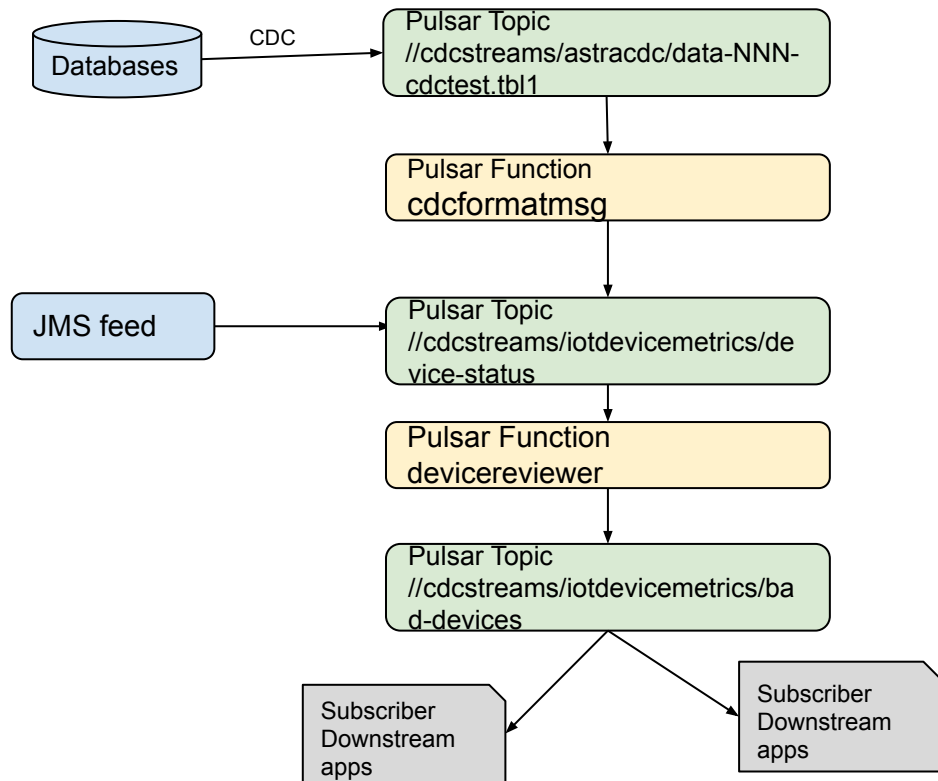 Databases
CDC
Pulsar Topic
//cdcstreams/astracdc/data-NNN-
cdctest.tbl1
Pulsar Function
cdcformatmsg
JMS feed
Pulsar Topic
//cdcstreams/iotdevicemetrics/de
vice-status
Pulsar Function
devicereviewer
Pulsar Topic
//cdcstreams/iotdevicemetrics/ba
d-devices
Subscriber
Downstream
apps
Subscriber
Downstream
apps